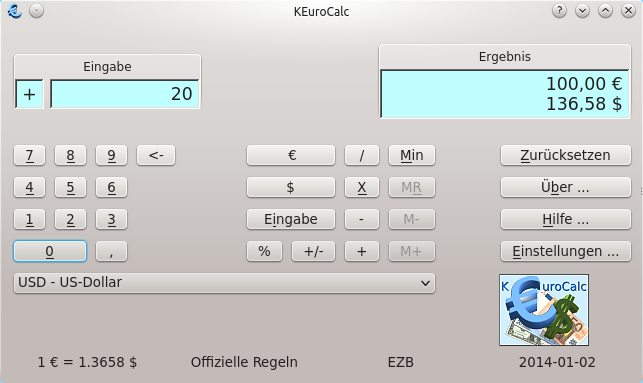 KEuroCalc
Eingabe
Ergebnis
+ 20
100,00 €
136,58 $
7 8 9 <- € / Min Zurücksetzen
4 5 6 $ X MR Über ...
1 2 3 Eingabe - M- Hilfe ...
0 , % +/- + M+ Einstellungen ...
USD - US-Dollar
K EuroCalc
1 € = 1.3658 $ Offizielle Regeln EZB 2014-01-02